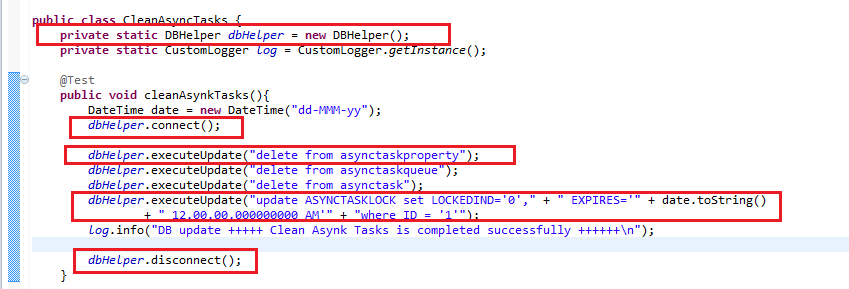 public class CleanAsyncTasks {
private static DBHelper dbHelper = new DBHelper();
private static CustomLogger log = CustomLogger.getInstance();
@Test
public void cleanAsynkTasks(){
DateTime date = new DateTime("dd-MMM-yy");
dbHelper.connect();
dbHelper.executeUpdate("delete from asynctaskproperty");
dbHelper.executeUpdate("delete from asynctaskqueue");
dbHelper.executeUpdate("delete from asynctask");
dbHelper.executeUpdate("update ASYNCTASKLOCK set LOCKEDIND='0'," + " EXPIRES='" + date.toString()
+ " 12.00.00.000000000 AM'" + "where ID = '1'");
log.info("DB update +++++ Clean Asynk Tasks is completed successfully ++++++\n");
dbHelper.disconnect();
}